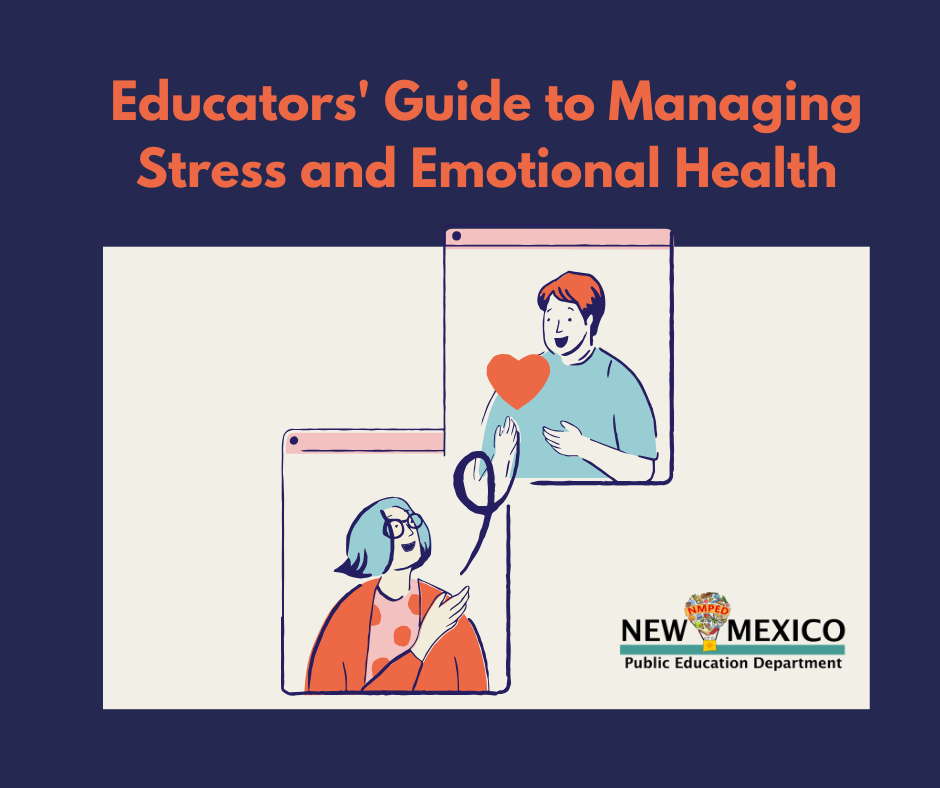 Educators' Guide to Managing
Stress and Emotional Health
NMPED
NEW MEXICO
Public Education Department